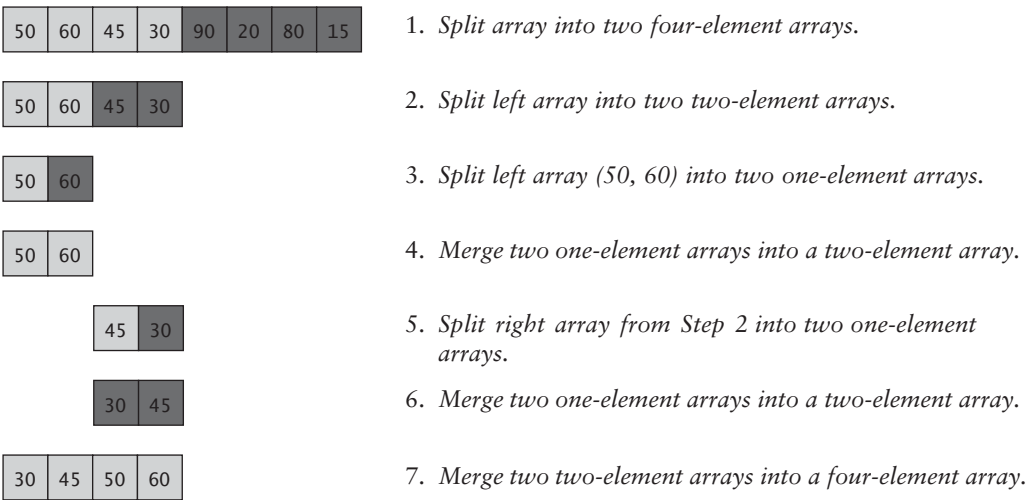 50 60 45 30 90 20 80 15 1. Split array into two four-element arrays.
50 60 45 30 2. Split left array into two two-element arrays.
50 60 3. Split left array (50, 60) into two one-element arrays.
50 60 4. Merge two one-element arrays into a two-element array.
45 30 5. Split right array from Step 2 into two one-element
arrays.
30 45 6. Merge two one-element arrays into a two-element array.
30 45 50 60 7. Merge two two-element arrays into a four-element array.